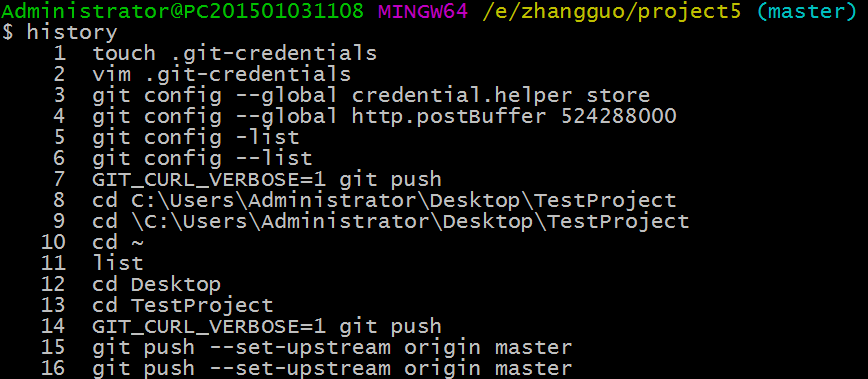 Administrator@PC201501031108 MINGW64 /e/zhangguo/project5 (master)
$ history
1 touch .git-credentials
2 vim .git-credentials
3 git config --global credential.helper store
4 git config --global http.postBuffer 524288000
5 git config -list
6 git config --list
7 GIT_CURL_VERBOSE=1 git push
8 cd C:\Users\Administrator\Desktop\TestProject
9 cd \C:\Users\Administrator\Desktop\TestProject
10 cd ~
11 list
12 cd Desktop
13 cd TestProject
14 GIT_CURL_VERBOSE=1 git push
15 git push --set-upstream origin master
16 git push --set-upstream origin master